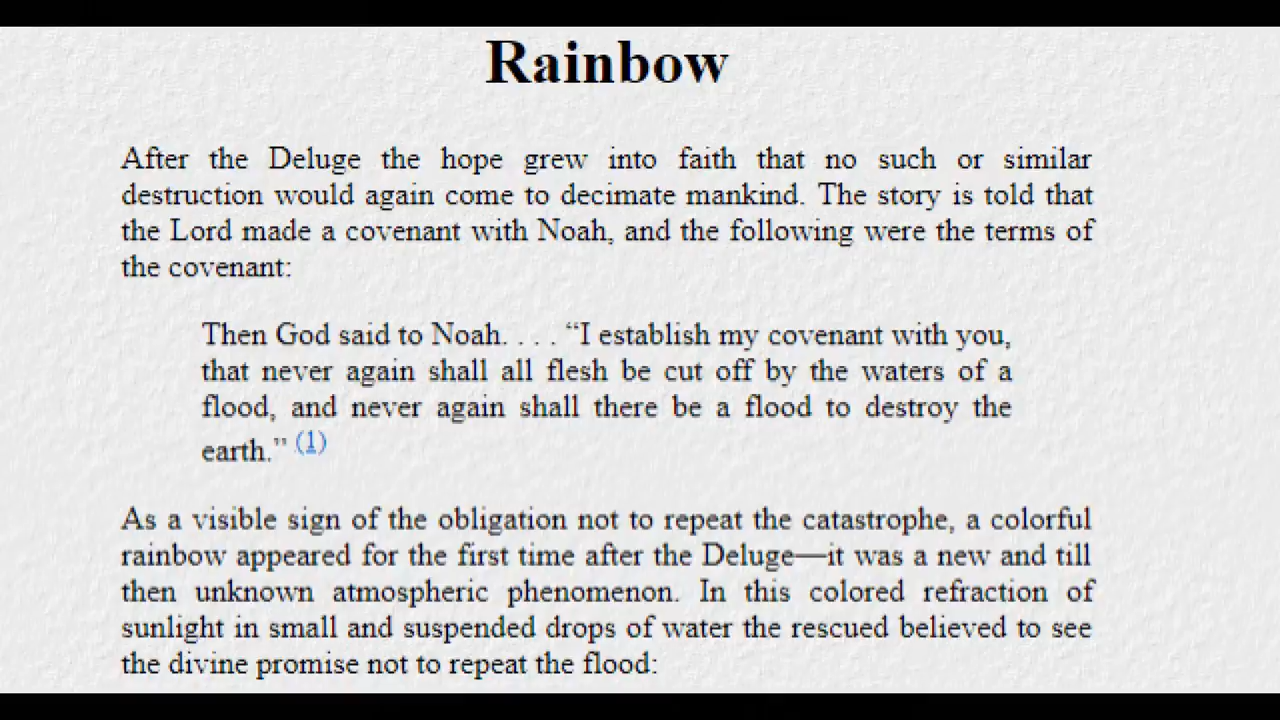 Rainbow
After the Deluge the hope grew into faith that no such or similar
destruction would again come to decimate mankind. The story is told that
the Lord made a covenant with Noah, and the following were the terms of
the covenant:
Then God said to Noah. . . . “I establish my covenant with you,
that never again shall all flesh be cut off by the waters of a
flood, and never again shall there be a flood to destroy the
earth.” (1)
As a visible sign of the obligation not to repeat the catastrophe, a colorful
rainbow appeared for the first time after the Deluge—it was a new and till
then unknown atmospheric phenomenon. In this colored refraction of
sunlight in small and suspended drops of water the rescued believed to see
the divine promise not to repeat the flood: